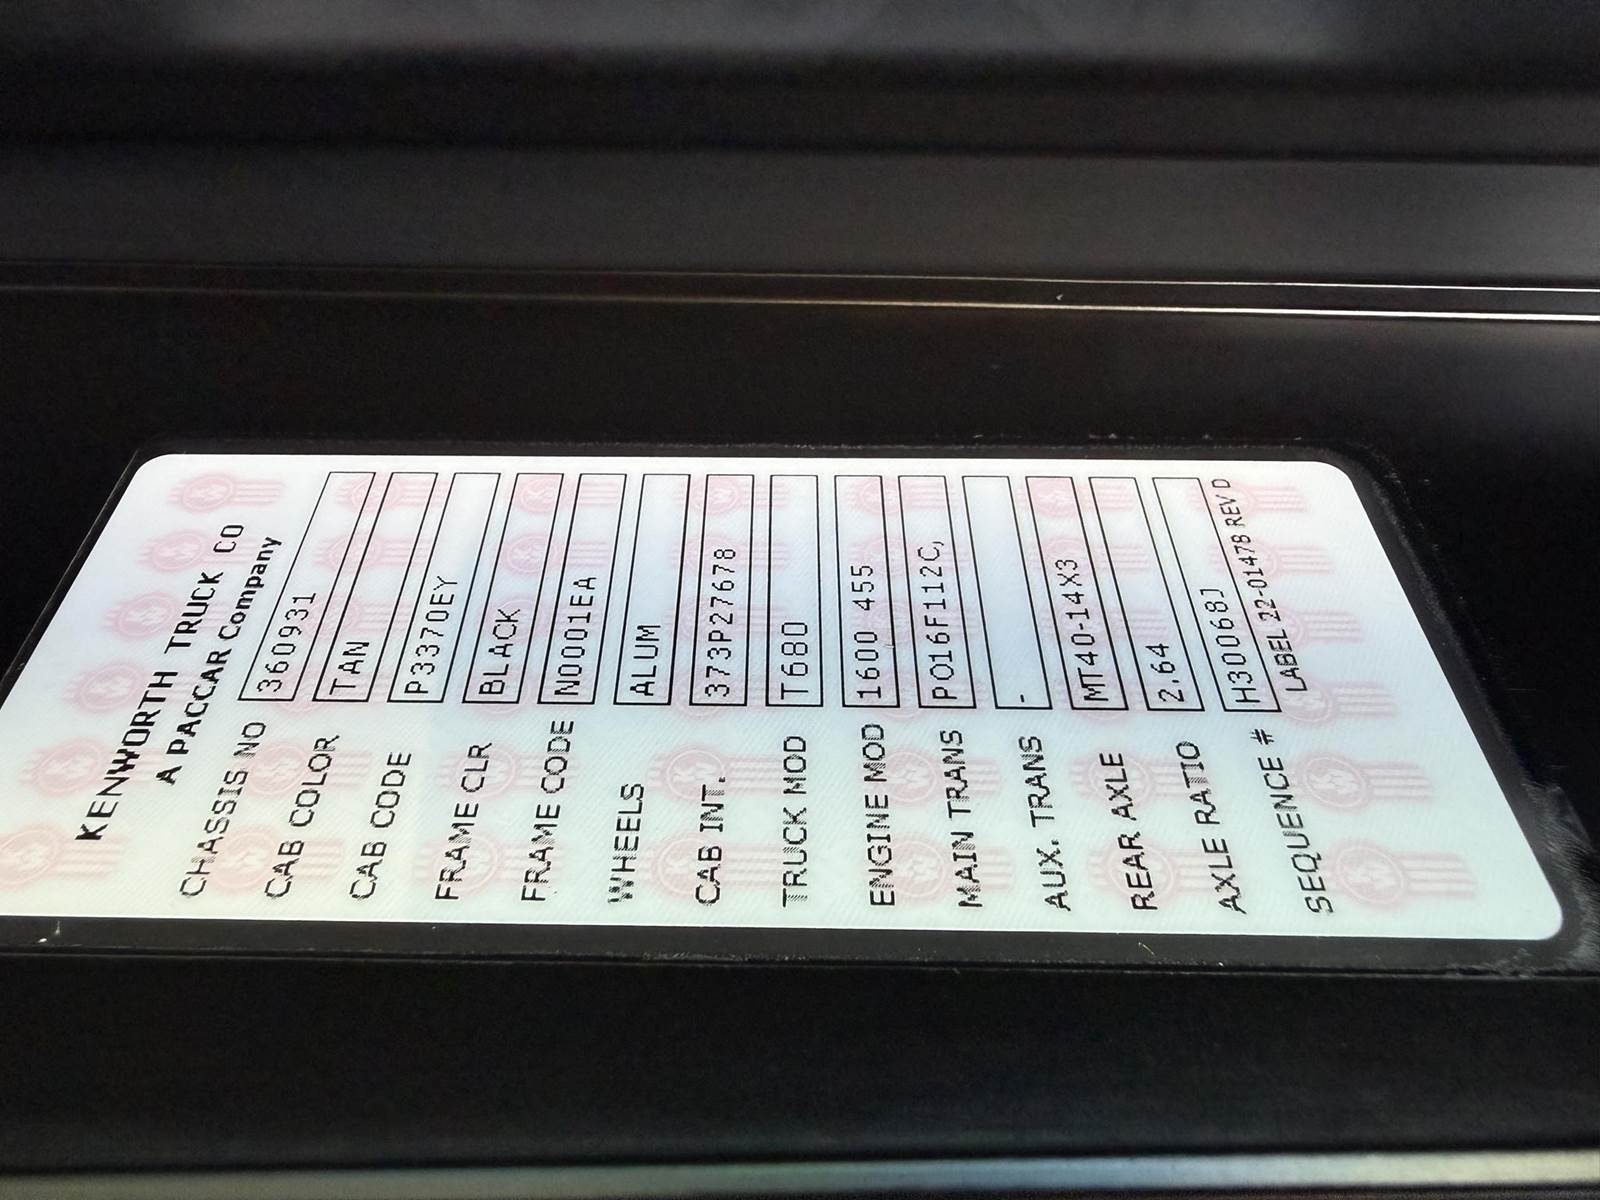 KENWORTH TRUCK CO
A PACCAR Company
CHASSIS NO 360931
CAB COLOR TAN
CAB CODE P3370EY
FRAME CLR BLACK
FRAME CODE N0001EA
WHEELS ALUM
CAB INT. 373P27678
TRUCK MOD T680
ENGINE MOD 1600 455
MAIN TRANS PO16F112C,
AUX. TRANS -
REAR AXLE MT40-14X3
AXLE RATIO 2.64
SEQUENCE # H30068J
LABEL 22-01478 REV D